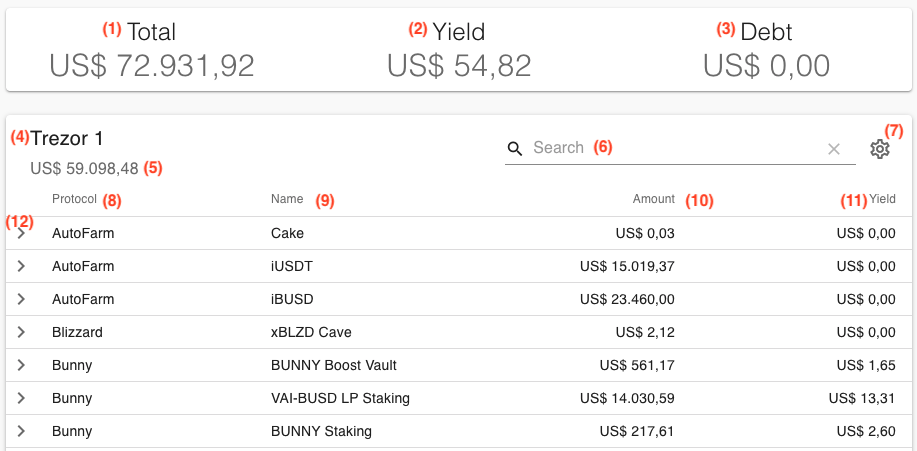 (1) Total (2) Yield (3) Debt
US$ 72.931,92 US$ 54,82 US$ 0,00
(4) Trezor 1
Search (6) (7)
US$ 59.098,48 (5)
Protocol (8) Name (9) Amount (10) (11) Yield
(12)
AutoFarm Cake US$ 0,03 US$ 0,00
AutoFarm iUSDT US$ 15.019,37 US$ 0,00
AutoFarm iBUSD US$ 23.460,00 US$ 0,00
Blizzard xBLZD Cave US$ 2,12 US$ 0,00
Bunny BUNNY Boost Vault US$ 561,17 US$ 1,65
Bunny VAI-BUSD LP Staking US$ 14.030,59 US$ 13,31
Bunny BUNNY Staking US$ 217,61 US$ 2,60